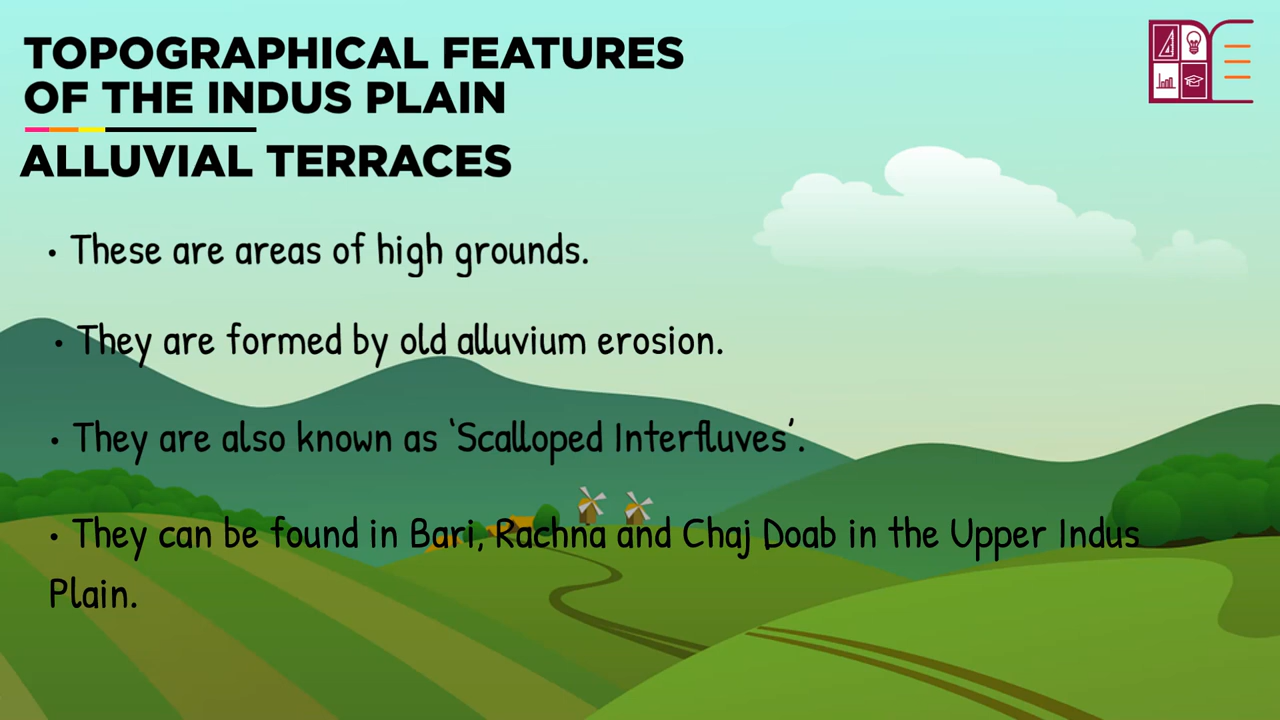 TOPOGRAPHICAL FEATURES
OF THE INDUS PLAIN
ALLUVIAL TERRACES
• These are areas of high grounds.
• They are formed by old alluvium erosion.
• They are also known as ‘Scalloped Interfluves’.
• They can be found in Bari, Rachna and Chaj Doab in the Upper Indus
Plain.